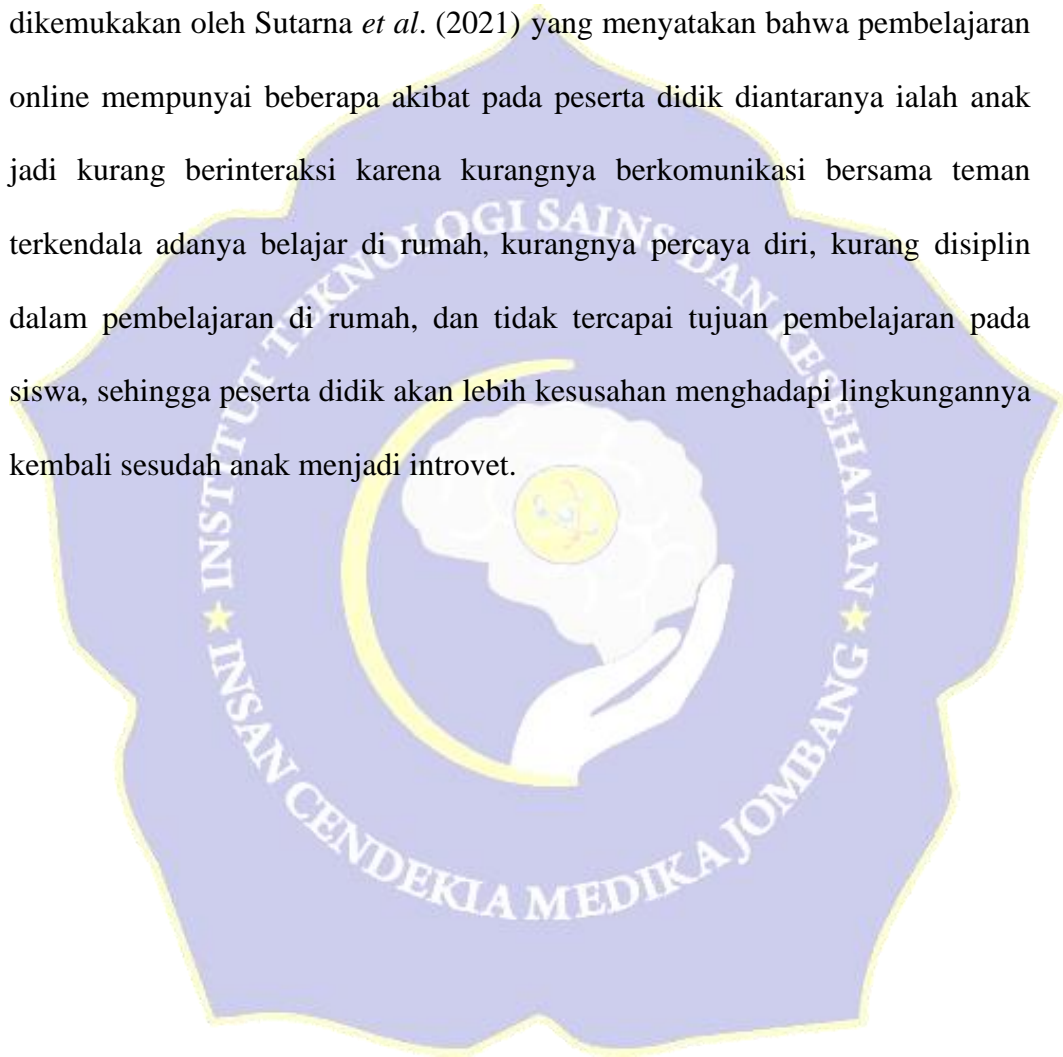 dikemukakan oleh Sutarna et al. (2021) yang menyatakan bahwa pembelajaran
online mempunyai beberapa akibat pada peserta didik diantaranya ialah anak
jadi kurang berinteraksi karena kurangnya berkomunikasi bersama teman
terkendala adanya belajar di rumah, kurangnya percaya diri, kurang disiplin
dalam pembelajaran di rumah, dan tidak tercapai tujuan pembelajaran pada
siswa, sehingga peserta didik akan lebih kesusahan menghadapi lingkungannya
kembali sesudah anak menjadi introvet.
INSTITUT TEKNOLOGI SAINS DAN KESEHATAN
INSAN CENDEKIA MEDIKA JOMBANG